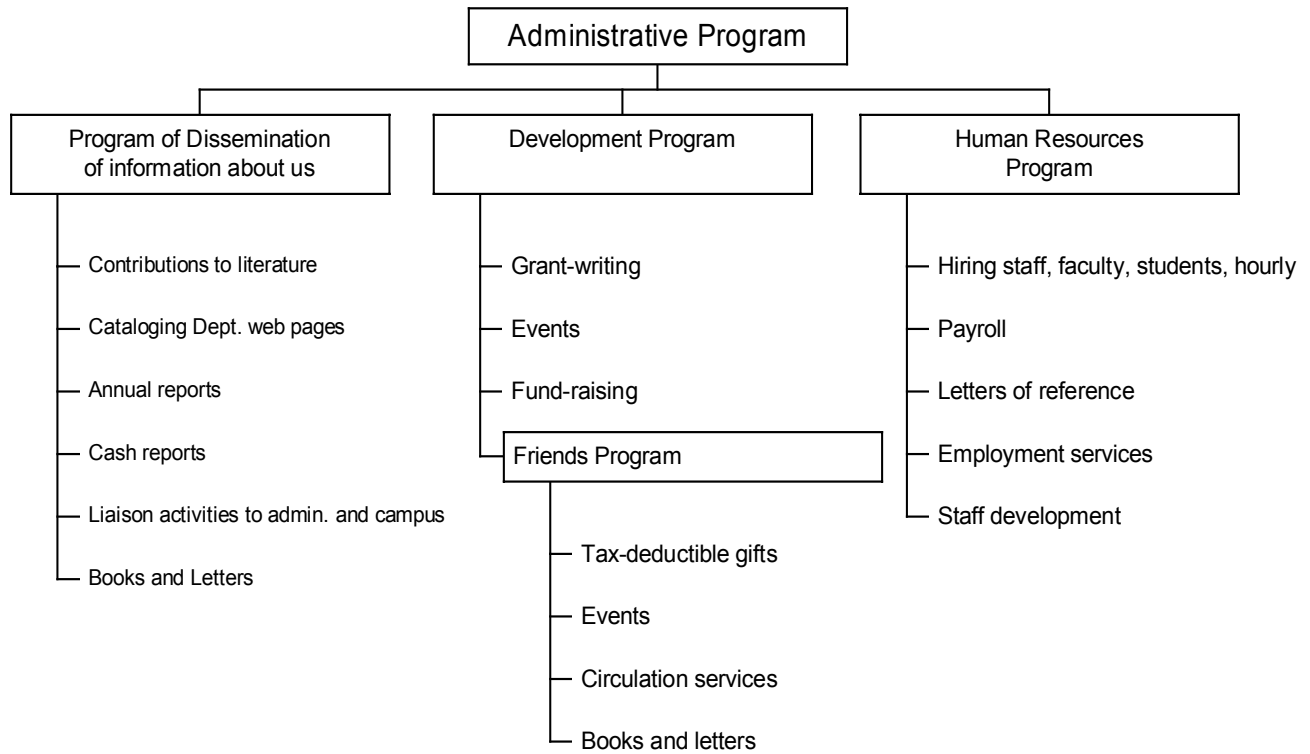 Administrative Program
Program of Dissemination
of information about us
Contributions to literature
Cataloging Dept. web pages
Annual reports
Cash reports
Liaison activities to admin. and campus
Books and Letters
Development Program
Grant-writing
Events
Fund-raising
Friends Program
Tax-deductible gifts
Events
Circulation services
Books and letters
Human Resources
Program
Hiring staff, faculty, students, hourly
Payroll
Letters of reference
Employment services
Staff development